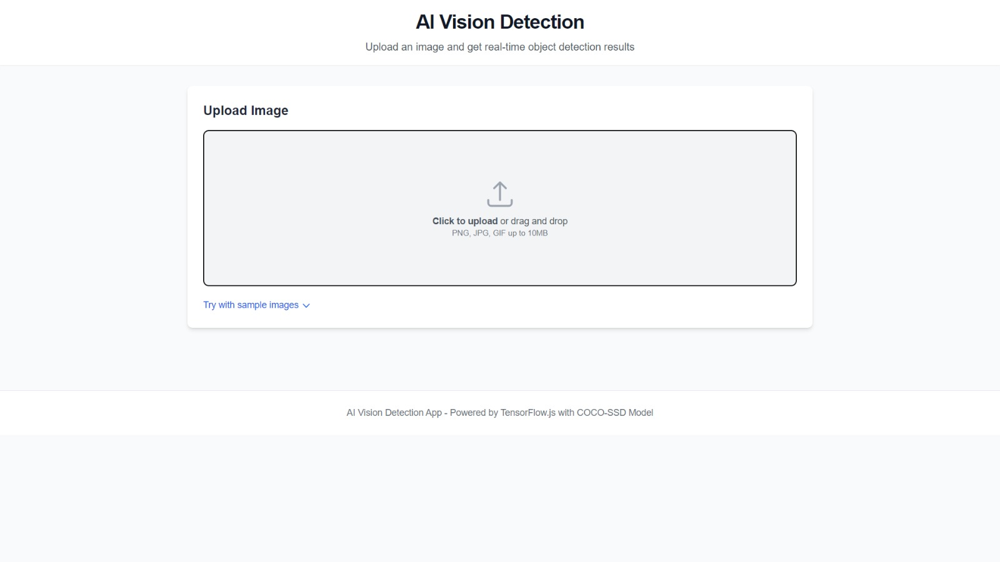 AI Vision Detection
Upload an image and get real-time object detection results
Upload Image
Click to upload or drag and drop
PNG, JPG, GIF up to 10MB
Try with sample images
AI Vision Detection App - Powered by TensorFlow.js with COCO-SSD Model